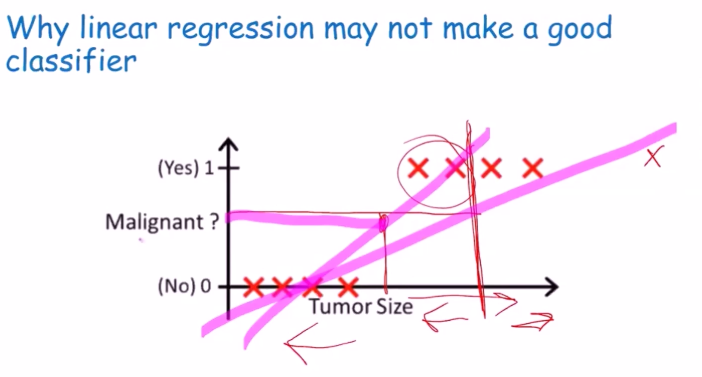 Why linear regression may not make a good
classifier
(Yes) 1
Malignant ?
(No) 0
Tumor Size